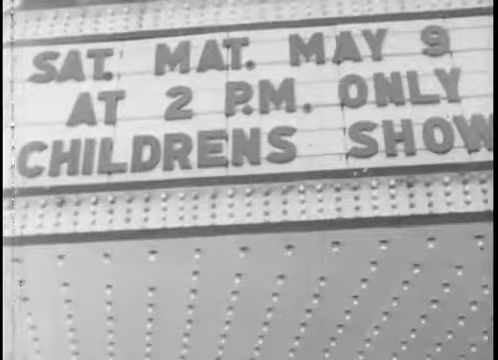 SAT. MAT. MAY 9
AT 2 P.M. ONLY
CHILDRENS SHOW